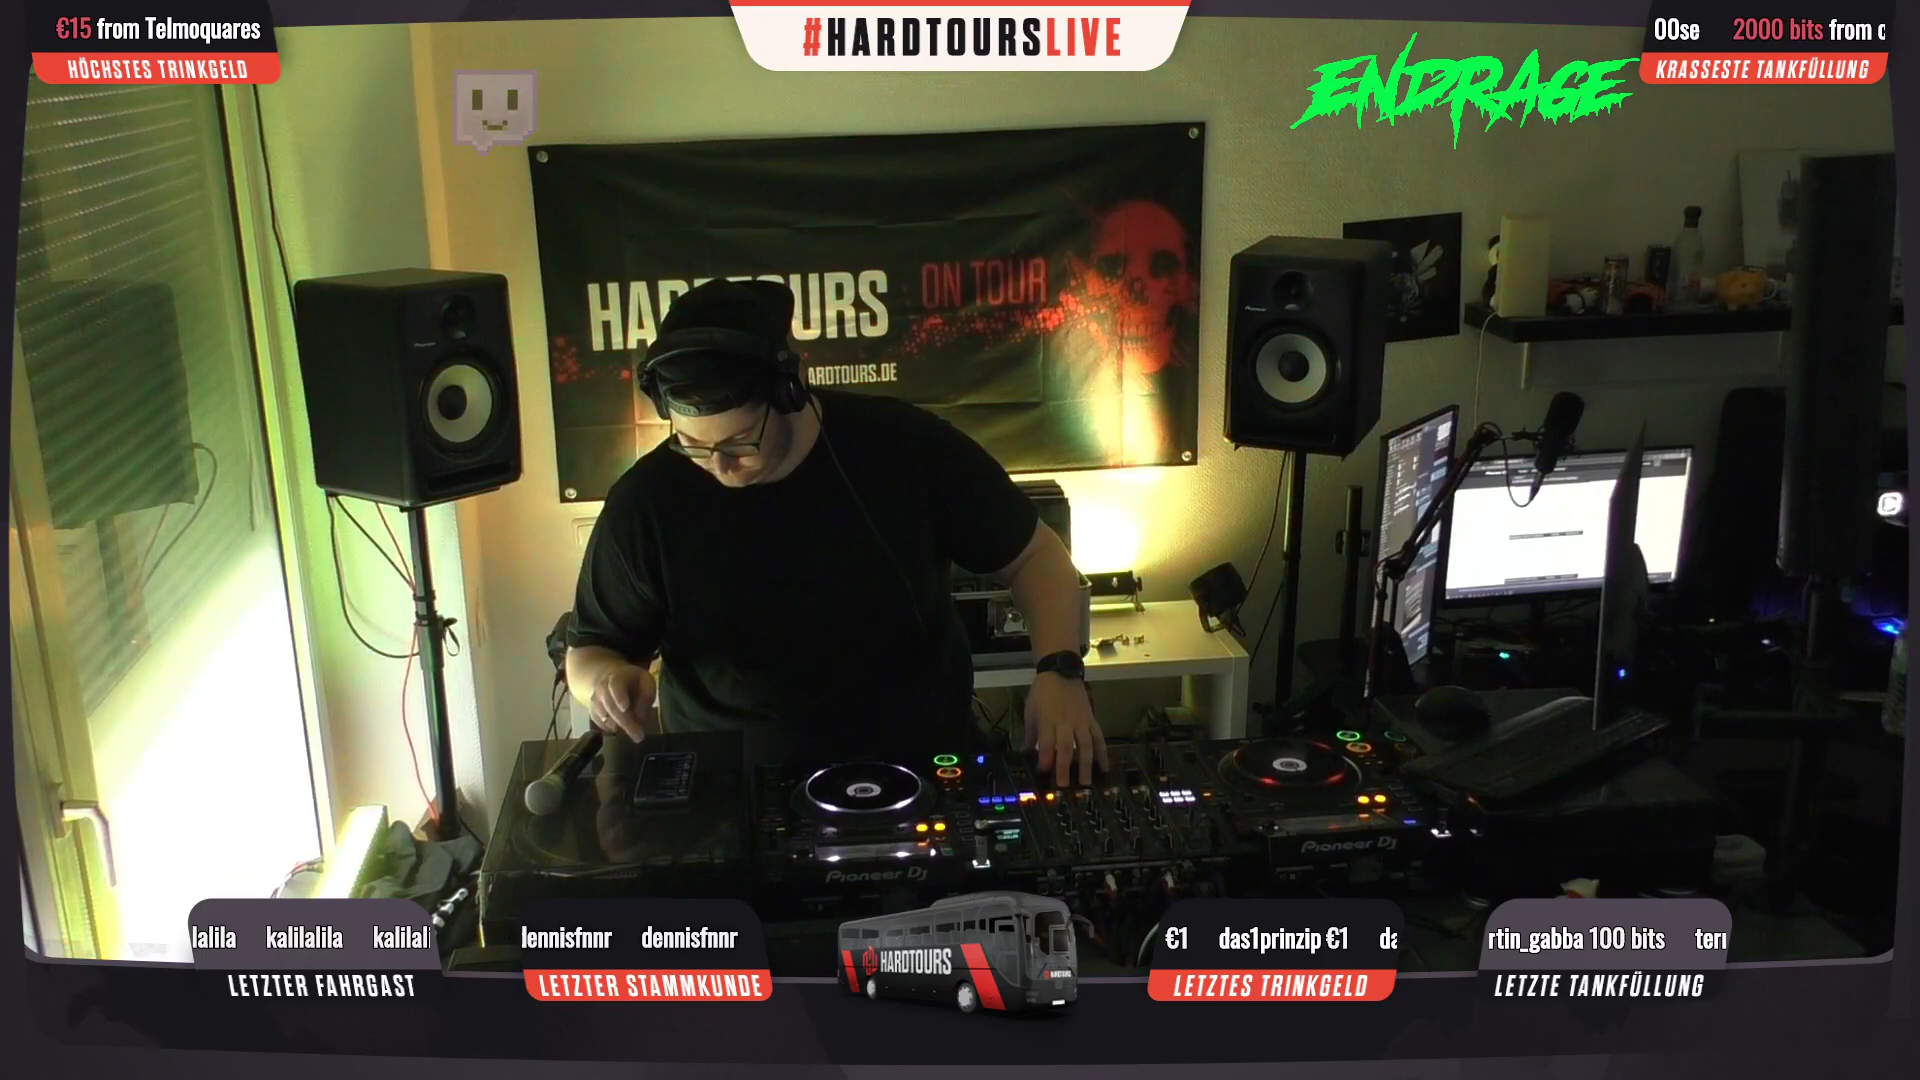 €15 from Telmoquares
HÖCHSTES TRINKGELD
#HARDTOURSLIVE
ENDRAGE
00se 2000 bits from
KRASSESTE TANKFÜLLUNG
ON TOUR
URS
ARDTOURS.DE
Pioneer DJ
Pioneer DJ
lalila kalilalila kalilali
LETZTER FAHRGAST
dennisfnnr
LETZTER STAMMKUNDE
HARDTOURS
€1 das1prinzip €1 da
LETZTES TRINKGELD
rtin_gabba 100 bits
LETZTE TANKFÜLLUNG